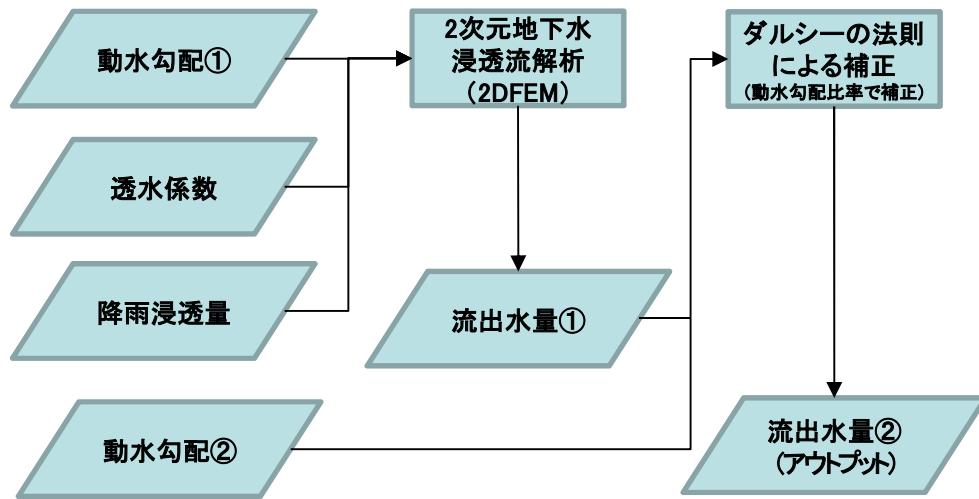 動水勾配①
2次元地下水
浸透流解析
(2DFEM)
ダルシーの法則
による補正
(動水勾配比率で補正)
透水係数
降雨浸透量
流出水量①
動水勾配②
流出水量②
(アウトプット)